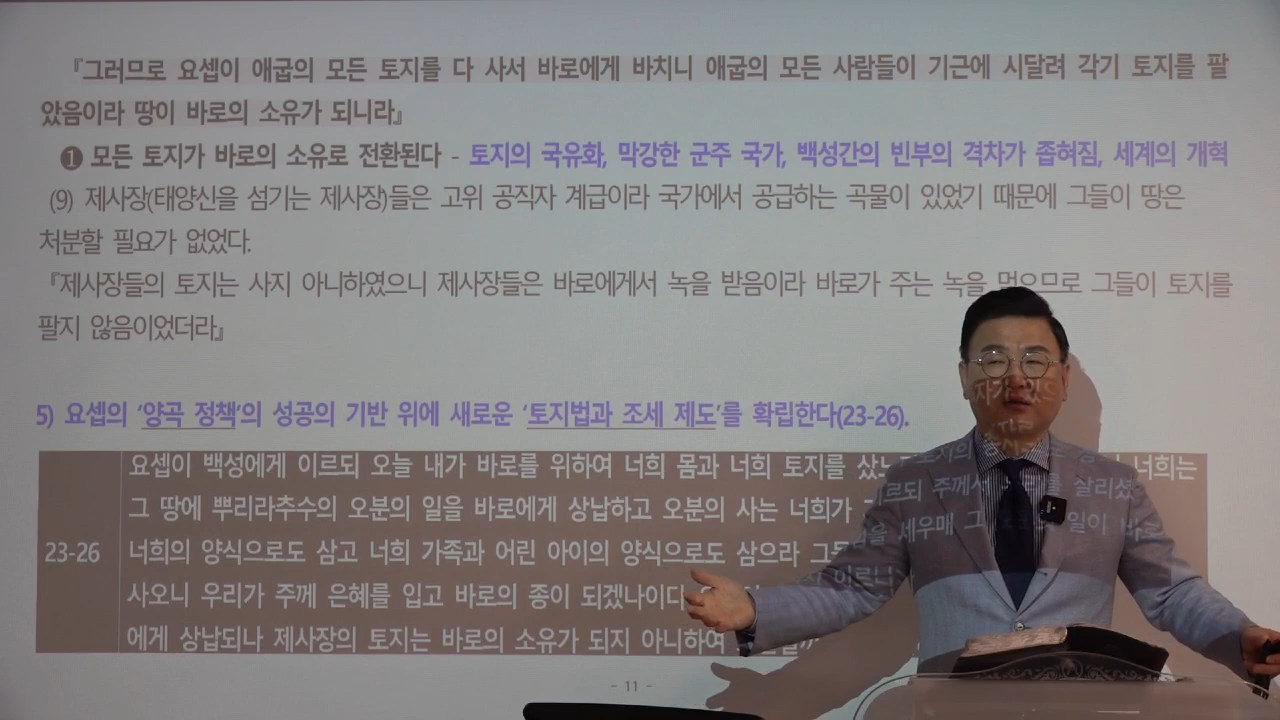 『그러므로 요셉이 애굽의 모든 토지를 다 사서 바로에게 바치니 애굽의 모든 사람들이 기근에 시달려 각기 토지를 팔
았음이라 땅이 바로의 소유가 되니라』
❶ 모든 토지가 바로의 소유로 전환된다 - 토지의 국유화, 막강한 군주 국가, 백성간의 빈부의 격차가 좁혀짐, 세계의 개혁
(9) 제사장(태양신을 섬기는 제사장)들은 고위 공직자 계급이라 국가에서 공급하는 곡물이 있었기 때문에 그들이 땅은
처분할 필요가 없었다.
『제사장들의 토지는 사지 아니하였으니 제사장들은 바로에게서 녹을 받음이라 바로가 주는 녹을 먹으므로 그들이 토지를
팔지 않음이었더라』
5) 요셉의 '양곡 정책'의 성공의 기반 위에 새로운 '토지법과 조세 제도'를 확립한다(23-26).
23-26
요셉이 백성에게 이르되 오늘 내가 바로를 위하여 너희 몸과 너희 토지를 샀노라 너희는
그 땅에 뿌리라추수의 오분의 일을 바로에게 상납하고 오분의 사는 너희가
너희의 양식으로도 삼고 너희 가족과 어린 아이의 양식으로도 삼으라 이르되 주께서 살리셨
사오니 우리가 주께 은혜를 입고 바로의 종이 되겠나이다 세우매 그 일이 바로
에게 상납되나 제사장의 토지는 바로의 소유가 되지 아니하여
- 11 -